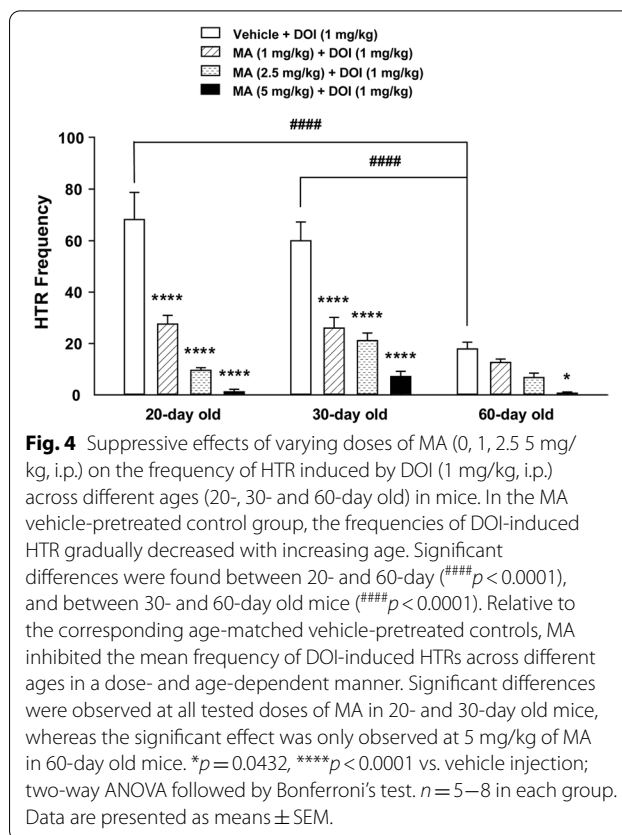 Vehicle + DOI (1 mg/kg)
MA (1 mg/kg) + DOI (1 mg/kg)
MA (2.5 mg/kg) + DOI (1 mg/kg)
MA (5 mg/kg) + DOI (1 mg/kg)
####
####
100
80
60
40
20
0
HTR Frequency
****
****
****
****
****
****
*
20-day old
30-day old
60-day old
Fig. 4 Suppressive effects of varying doses of MA (0, 1, 2.5 5 mg/
kg, i.p.) on the frequency of HTR induced by DOI (1 mg/kg, i.p.)
across different ages (20-, 30- and 60-day old) in mice. In the MA
vehicle-pretreated control group, the frequencies of DOI-induced
HTR gradually decreased with increasing age. Significant
differences were found between 20- and 60-day (####p < 0.0001),
and between 30- and 60-day old mice (####p < 0.0001). Relative to
the corresponding age-matched vehicle-pretreated controls, MA
inhibited the mean frequency of DOI-induced HTRs across different
ages in a dose- and age-dependent manner. Significant differences
were observed at all tested doses of MA in 20- and 30-day old mice,
whereas the significant effect was only observed at 5 mg/kg of MA
in 60-day old mice. *p = 0.0432, ****p < 0.0001 vs. vehicle injection;
two-way ANOVA followed by Bonferroni's test. n = 5–8 in each group.
Data are presented as means ± SEM.